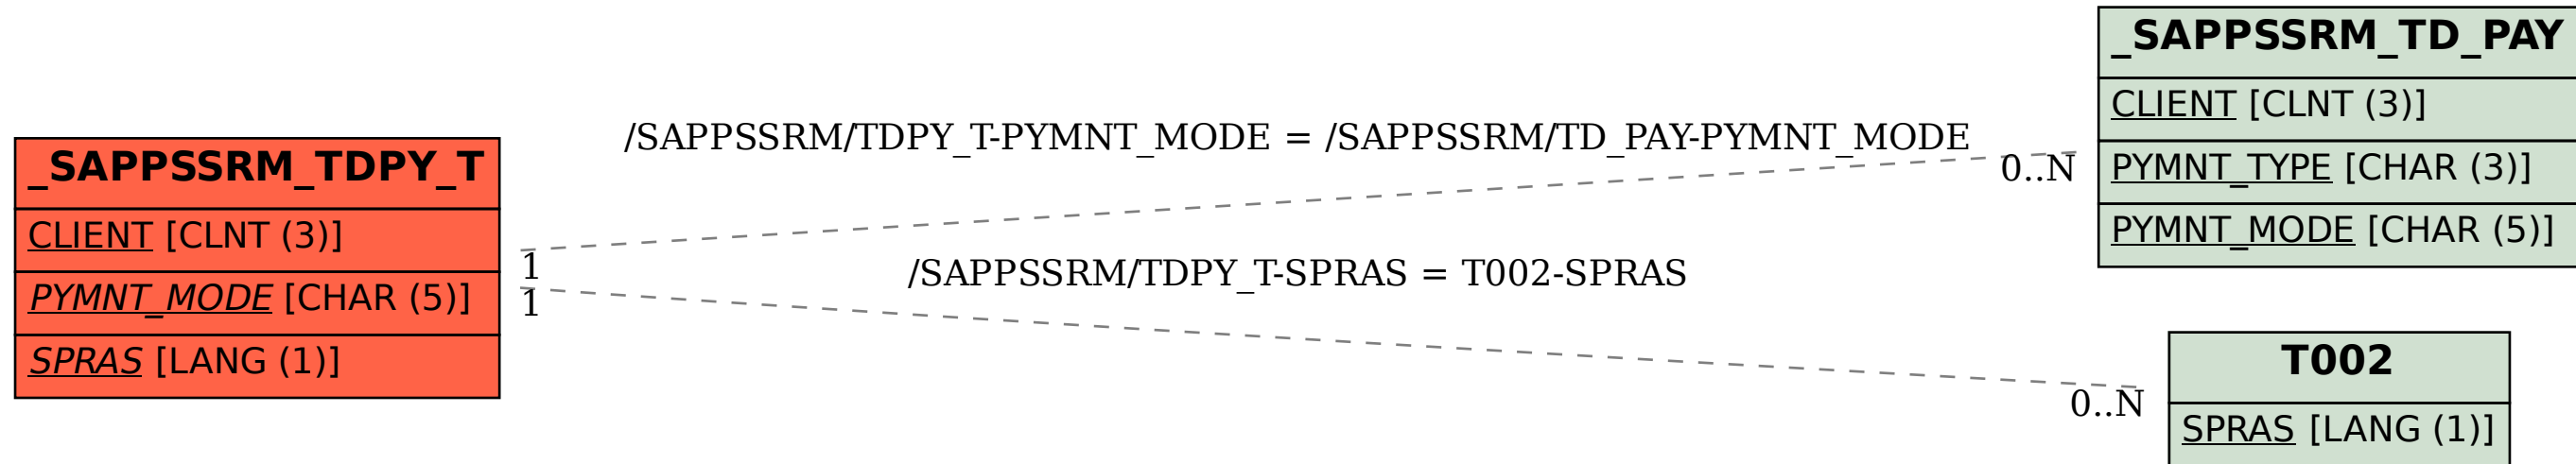 _SAPPSSRM_TDPY_T
CLIENT [CLNT (3)]
PYMNT_MODE [CHAR (5)]
SPRAS [LANG (1)]
/SAPPSSRM/TDPY_T-PYMNT_MODE = /SAPPSSRM/TD_PAY-PYMNT_MODE
1
0..N
/SAPPSSRM/TDPY_T-SPRAS = T002-SPRAS
1
0..N
_SAPPSSRM_TD_PAY
CLIENT [CLNT (3)]
PYMNT_TYPE [CHAR (3)]
PYMNT_MODE [CHAR (5)]
T002
SPRAS [LANG (1)]